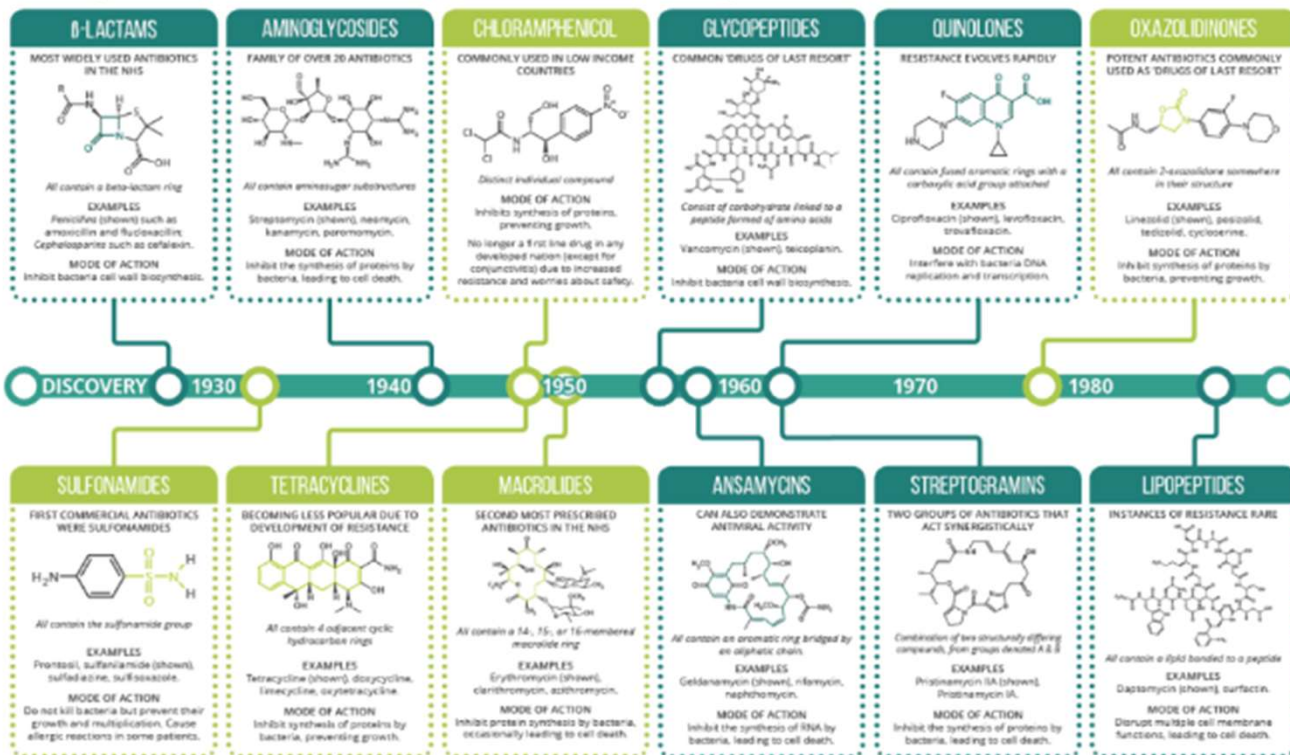 β-LACTAMS
MOST WIDELY USED ANTIBIOTICS
IN THE NHS
All contain a beta-lactam ring
EXAMPLES
Penicillins (shown) such as
amoxicillin and flucloxacillin;
Cephalosporins such as cefalexin.
MODE OF ACTION
Inhibit bacteria cell wall biosynthesis.
AMINOGLYCOSIDES
FAMILY OF OVER 20 ANTIBIOTICS
All contain aminosugar substructures
EXAMPLES
Streptomycin (shown), neomycin,
kanamycin, paromomycin.
MODE OF ACTION
Inhibit the synthesis of proteins by
bacteria, leading to cell death.
CHLORAMPHENICOL
COMMONLY USED IN LOW INCOME
COUNTRIES
Distinct individual compound
MODE OF ACTION
Inhibits synthesis of proteins,
preventing growth.
No longer a first line drug in any
developed nation (except for
conjunctivitis) due to increased
resistance and worries about safety.
GLYCOPEPTIDES
COMMON 'DRUGS OF LAST RESORT'
Consist of carbohydrate linked to a
peptide formed of amino acids
EXAMPLES
Vancomycin (shown), teicoplanin.
MODE OF ACTION
Inhibit bacteria cell wall biosynthesis.
QUINOLONES
RESISTANCE EVOLVES RAPIDLY
All contain fused aromatic rings with a
carboxylic acid group attached
EXAMPLES
Ciprofloxacin (shown), levofloxacin,
trovafloxacin.
MODE OF ACTION
Interfere with bacteria DNA
replication and transcription.
OXAZOLIDINONES
POTENT ANTIBIOTICS COMMONLY
USED AS 'DRUGS OF LAST RESORT'
All contain 2-oxazolidone somewhere
in their structure
EXAMPLES
Linezolid (shown), posizolid,
tedizolid, cycloserine.
MODE OF ACTION
Inhibit synthesis of proteins by
bacteria, preventing growth.
DISCOVERY 1930 1940 1950 1960 1970 1980
SULFONAMIDES
FIRST COMMERCIAL ANTIBIOTICS
WERE SULFONAMIDES
All contain the sulfonamide group
EXAMPLES
Prontosil, sulfanilamide (shown),
sulfadiazine, sulfisoxazole.
MODE OF ACTION
Do not kill bacteria but prevent their
growth and multiplication. Cause
allergic reactions in some patients.
TETRACYCLINES
BECOMING LESS POPULAR DUE TO
DEVELOPMENT OF RESISTANCE
All contain 4 adjacent cyclic
hydrocarbon rings
EXAMPLES
Tetracycline (shown), doxycycline,
limecycline, oxytetracycline.
MODE OF ACTION
Inhibit synthesis of proteins by
bacteria, preventing growth.
MACROLIDES
SECOND MOST PRESCRIBED
ANTIBIOTICS IN THE NHS
All contain a 14-, 15-, or 16-membered
macrolide ring
EXAMPLES
Erythromycin (shown),
clarithromycin, azithromycin.
MODE OF ACTION
Inhibit protein synthesis by bacteria,
occasionally leading to cell death.
ANSAMYCINS
CAN ALSO DEMONSTRATE
ANTIVIRAL ACTIVITY
All contain an aromatic ring bridged by
an aliphatic chain.
EXAMPLES
Geldanamycin (shown), rifamycin,
naphthomycin.
MODE OF ACTION
Inhibit the synthesis of RNA by
bacteria, leading to cell death.
STREPTOGRAMINS
TWO GROUPS OF ANTIBIOTICS THAT
ACT SYNERGISTICALLY
Combination of two structurally differing
compounds, from groups denoted A & B
EXAMPLES
Pristinamycin IIA (shown),
Pristinamycin IA.
MODE OF ACTION
Inhibit the synthesis of proteins by
bacteria, leading to cell death.
LIPOPEPTIDES
INSTANCES OF RESISTANCE RARE
All contain a lipid bonded to a peptide
EXAMPLES
Daptomycin (shown), surfactin.
MODE OF ACTION
Disrupt multiple cell membrane
functions, leading to cell death.